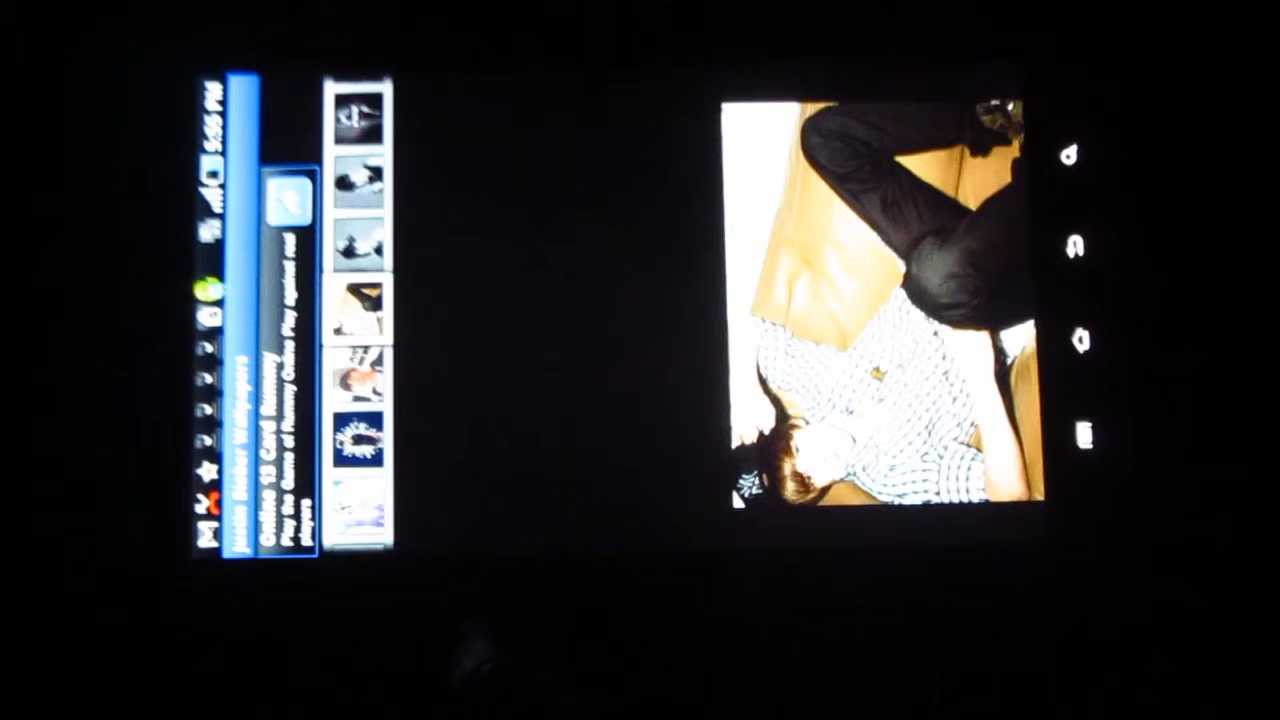 5:55 PM
Justin Bieber Wallpapers
Online 13 Card Rummy
Play the Game of Rummy Online Play against real
players